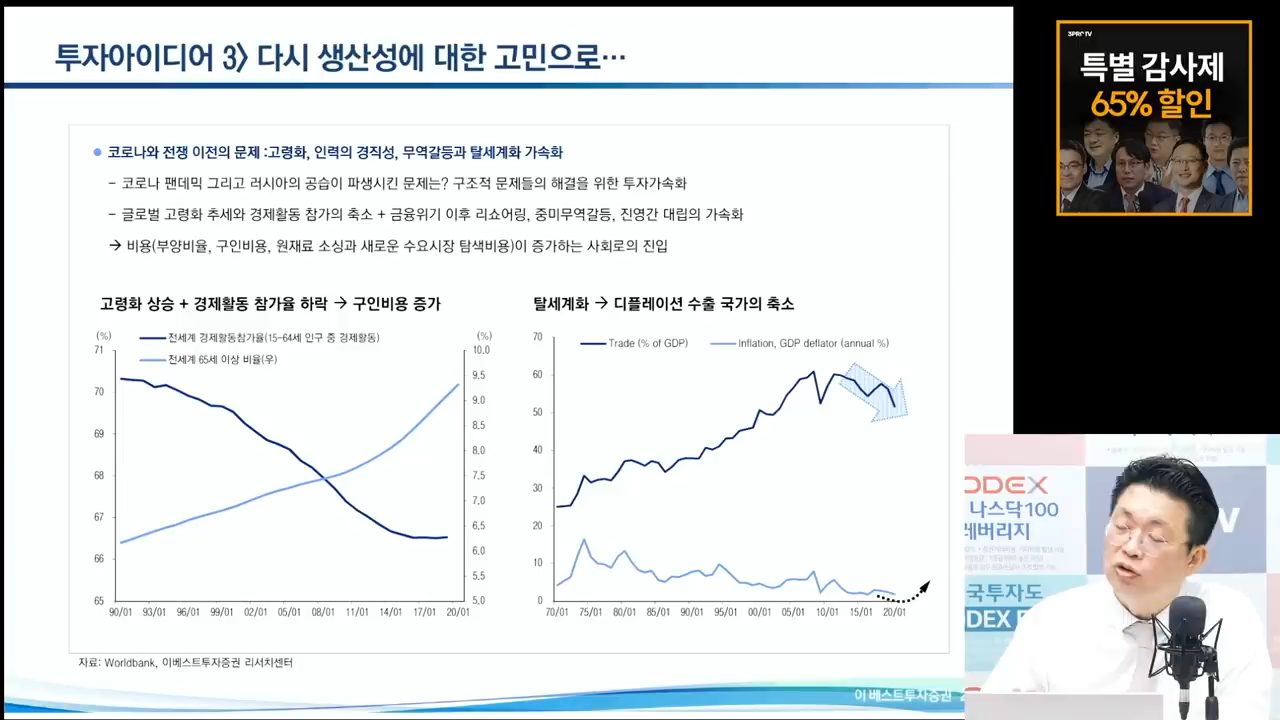 투자아이디어 3> 다시 생산성에 대한 고민으로…
코로나와 전쟁 이전의 문제 :고령화, 인력의 경직성, 무역갈등과 탈세계화 가속화
- 코로나 팬데믹 그리고 러시아의 공습이 파생시킨 문제는? 구조적 문제들의 해결을 위한 투자가속화
- 글로벌 고령화 추세와 경제활동 참가의 축소 + 금융위기 이후 리쇼어링, 중미무역갈등, 진영간 대립의 가속화
→ 비용(부양비율, 구인비용, 원재료 소싱과 새로운 수요시장 탐색비용)이 증가하는 사회로의 진입
고령화 상승 + 경제활동 참가율 하락 → 구인비용 증가
(%)
(%)
전세계 경제활동참가율(15-64세 인구 중 경제활동)
전세계 65세 이상 비율(우)
71
70
69
68
67
66
65
10.0
9.5
9.0
8.5
8.0
7.5
7.0
6.5
6.0
5.5
5.0
90/01 93/01 96/01 99/01 02/01 05/01 08/01 11/01 14/01 17/01 20/01
탈세계화 → 디플레이션 수출 국가의 축소
Trade (% of GDP)
Inflation, GDP deflator (annual %)
70
60
50
40
30
20
10
0
70/01 75/01 80/01 85/01 90/01 95/01 00/01 05/01 10/01 15/01 20/01
자료: Worldbank, 이베스트투자증권 리서치센터
이베스트투자증권
3PRO TV
특별 감사제
65% 할인
ODEX
나스닥100
레버리지
국투자도
DDEX